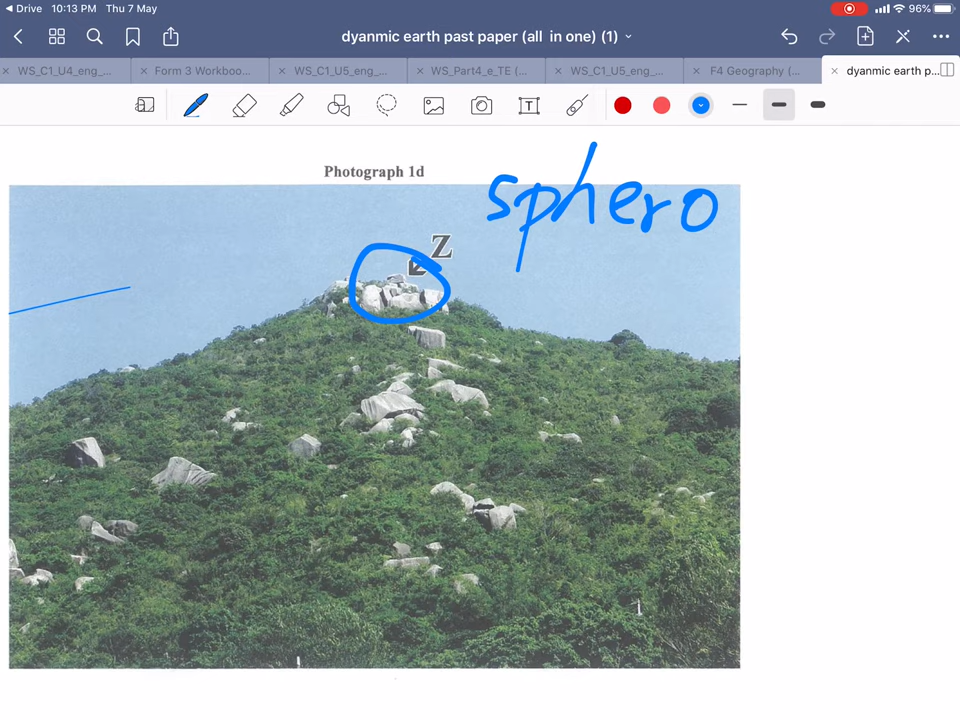 Drive 10:13 PM Thu 7 May 96%
dyanmic earth past paper (all in one) (1)
WS_C1_U4_eng_... Form 3 Workboo... WS_C1_U5_eng_... WS_Part4_e_TE (... WS_C1_U5_eng_... F4 Geography (... dyanmic earth p...
T
Photograph 1d
sphero
Z